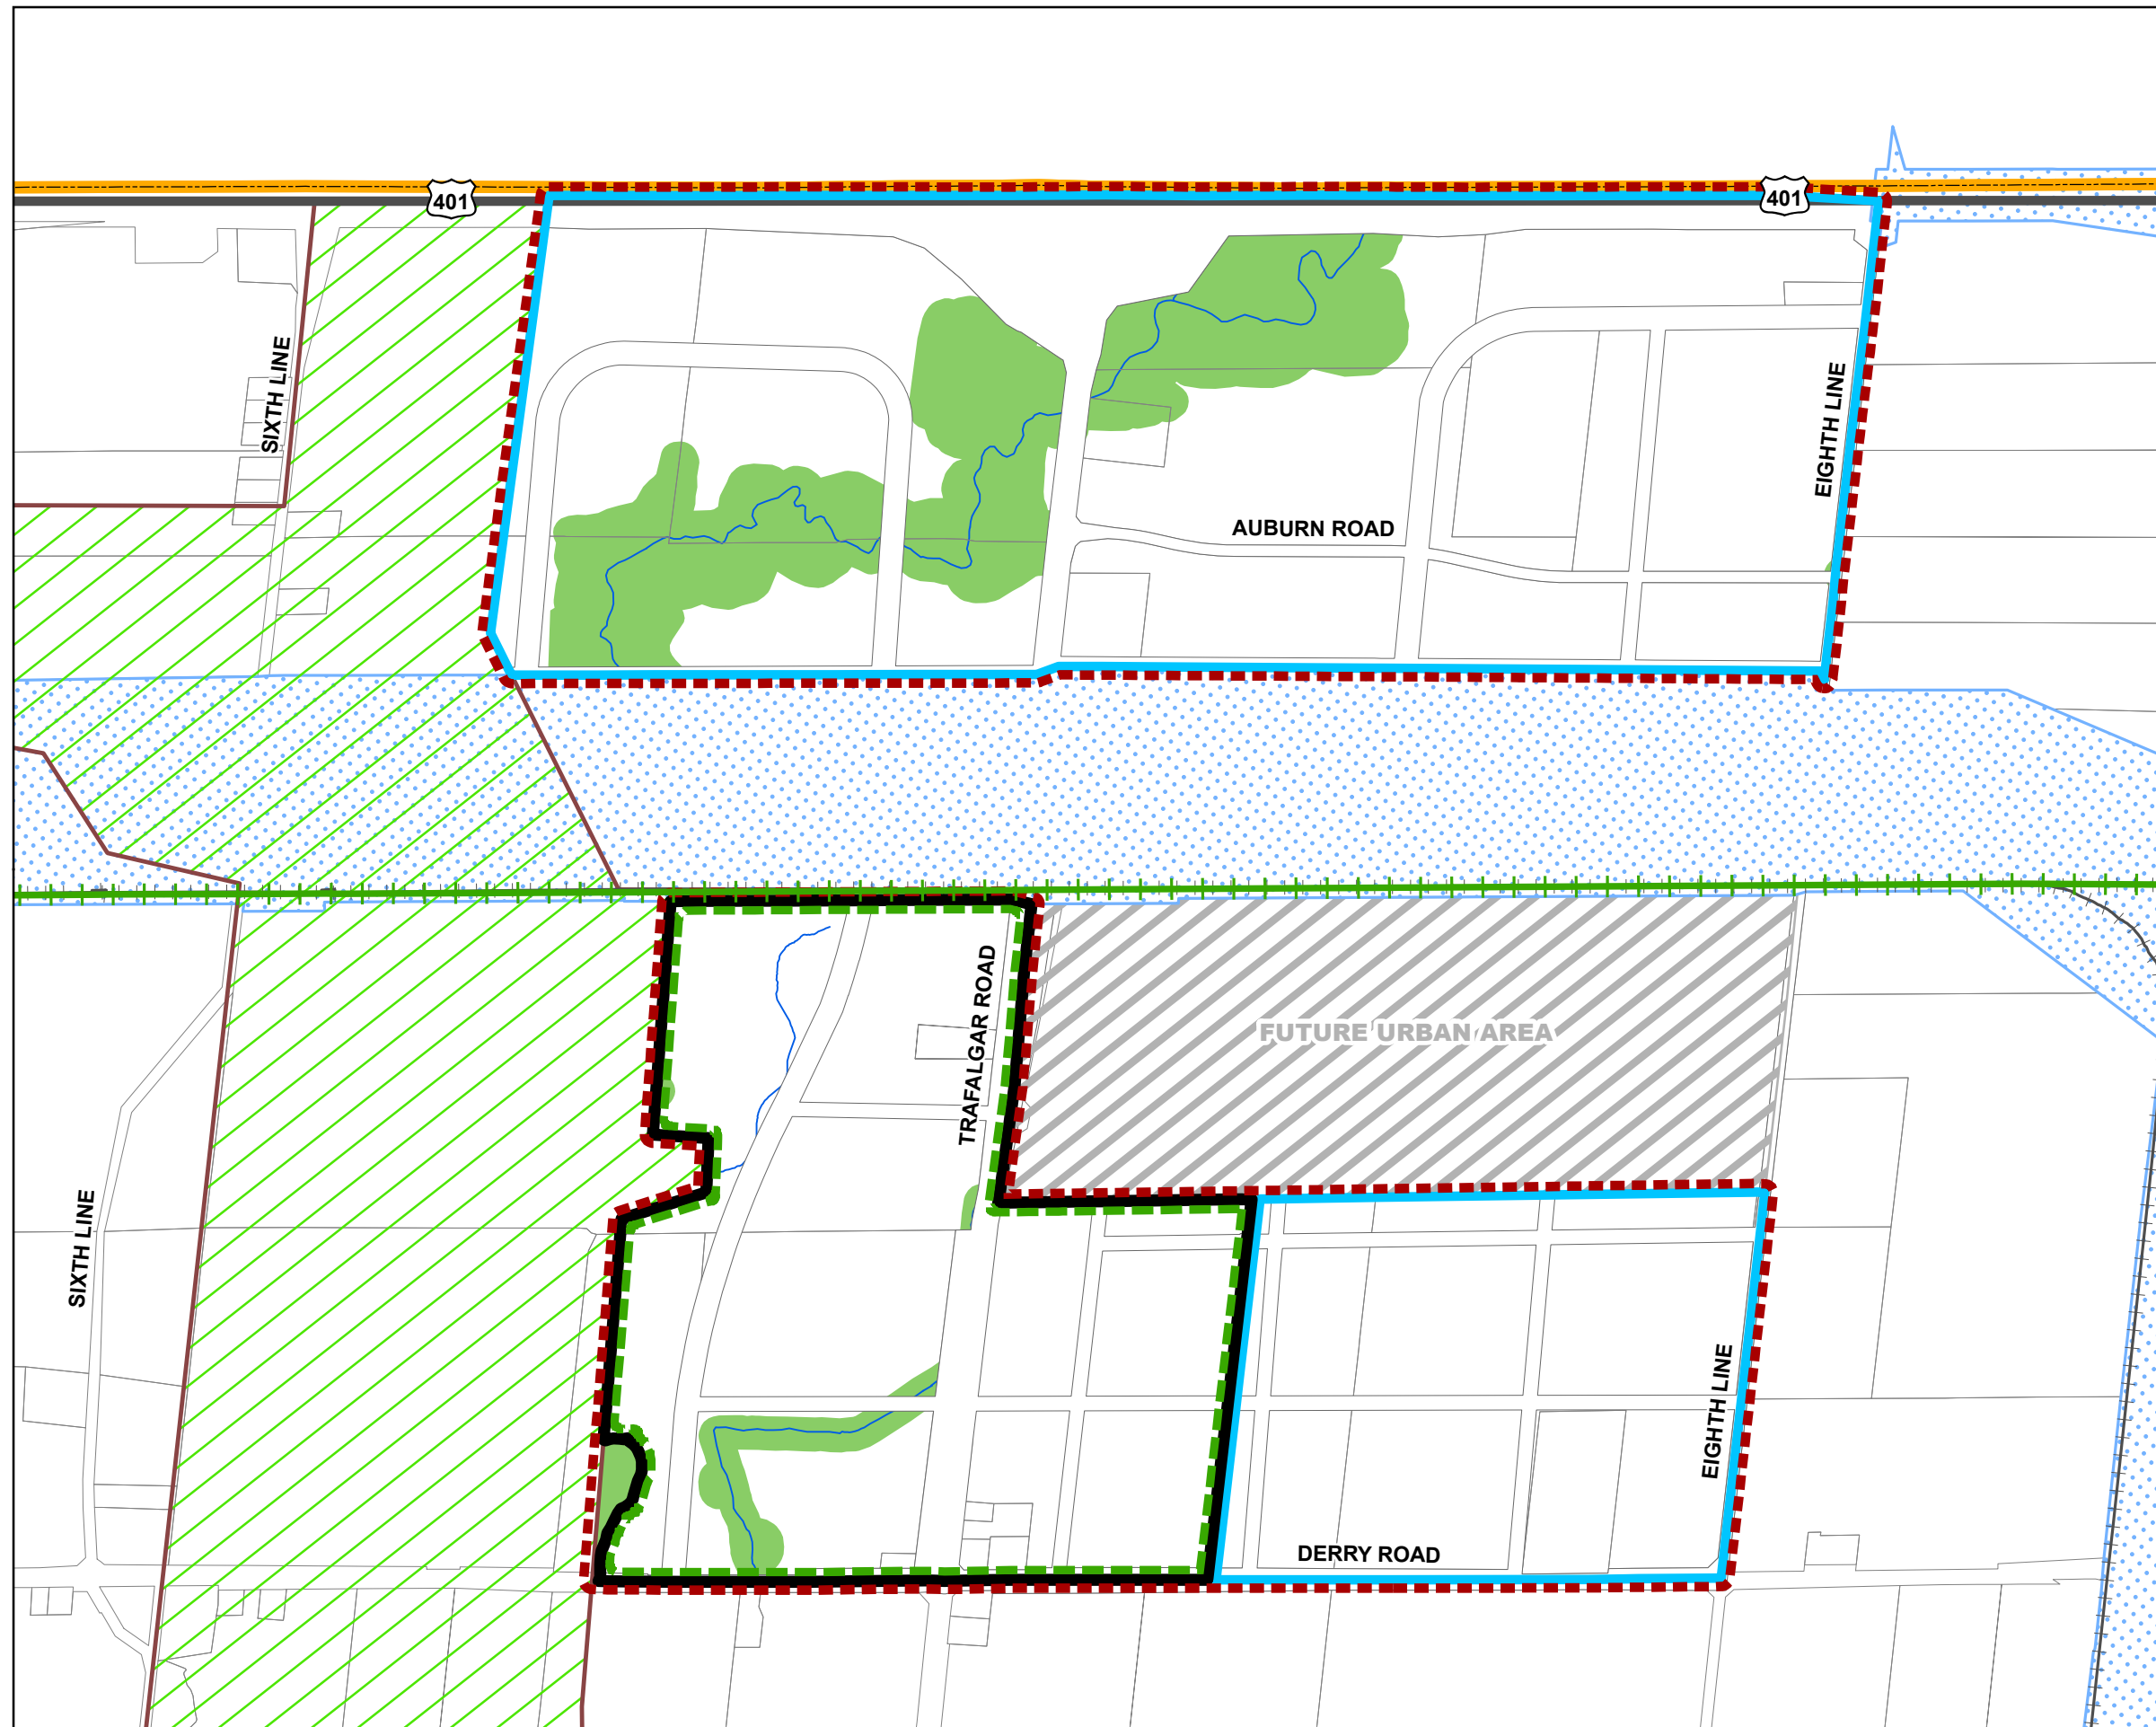 401
401
SIXTH LINE
EIGHTH LINE
AUBURN ROAD
TRAFALGAR ROAD
FUTURE URBAN AREA
SIXTH LINE
EIGHTH LINE
DERRY ROAD